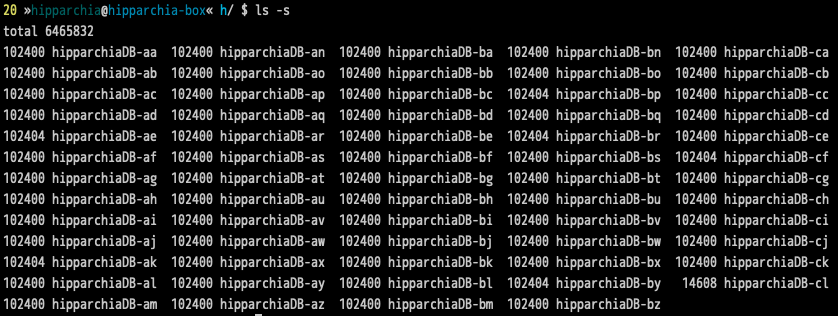 20 »hipparchia@hipparchia-box« h/ $ ls -s
total 6465832
102400 hipparchiaDB-aa  102400 hipparchiaDB-an  102400 hipparchiaDB-ba  102400 hipparchiaDB-bn  102400 hipparchiaDB-ca
102400 hipparchiaDB-ab  102400 hipparchiaDB-ao  102400 hipparchiaDB-bb  102400 hipparchiaDB-bo  102400 hipparchiaDB-cb
102400 hipparchiaDB-ac  102400 hipparchiaDB-ap  102400 hipparchiaDB-bc  102404 hipparchiaDB-bp  102400 hipparchiaDB-cc
102400 hipparchiaDB-ad  102400 hipparchiaDB-aq  102400 hipparchiaDB-bd  102400 hipparchiaDB-bq  102400 hipparchiaDB-cd
102404 hipparchiaDB-ae  102400 hipparchiaDB-ar  102400 hipparchiaDB-be  102404 hipparchiaDB-br  102400 hipparchiaDB-ce
102400 hipparchiaDB-af  102400 hipparchiaDB-as  102400 hipparchiaDB-bf  102400 hipparchiaDB-bs  102404 hipparchiaDB-cf
102400 hipparchiaDB-ag  102400 hipparchiaDB-at  102400 hipparchiaDB-bg  102400 hipparchiaDB-bt  102400 hipparchiaDB-cg
102400 hipparchiaDB-ah  102400 hipparchiaDB-au  102400 hipparchiaDB-bh  102400 hipparchiaDB-bu  102400 hipparchiaDB-ch
102400 hipparchiaDB-ai  102400 hipparchiaDB-av  102400 hipparchiaDB-bi  102400 hipparchiaDB-bv  102400 hipparchiaDB-ci
102400 hipparchiaDB-aj  102400 hipparchiaDB-aw  102400 hipparchiaDB-bj  102400 hipparchiaDB-bw  102400 hipparchiaDB-cj
102404 hipparchiaDB-ak  102400 hipparchiaDB-ax  102400 hipparchiaDB-bk  102400 hipparchiaDB-bx  102400 hipparchiaDB-ck
102400 hipparchiaDB-al  102400 hipparchiaDB-ay  102400 hipparchiaDB-bl  102404 hipparchiaDB-by   14608 hipparchiaDB-cl
102400 hipparchiaDB-am  102400 hipparchiaDB-az  102400 hipparchiaDB-bm  102400 hipparchiaDB-bz